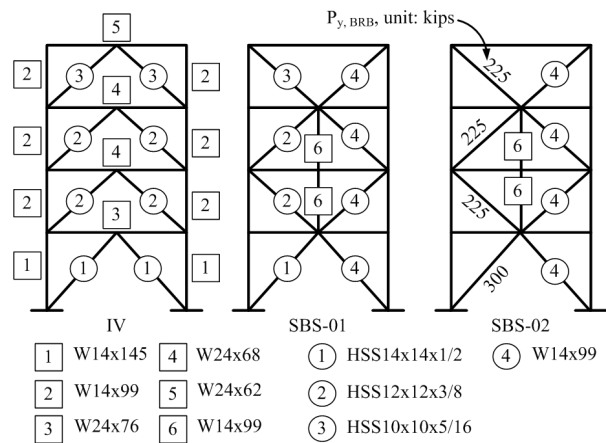 P_y, BRB, unit: kips
5
2 3 3 2 3 4 225 4
4
2 2 2 2 2 4 225 4
4 6 6
2 2 2 2 2 6 4 225 6 4
3
1 1 1 1 1 4 300 4
IV SBS-01 SBS-02
1 W14x145 4 W24x68 1 HSS14x14x1/2 4 W14x99
2 W14x99 5 W24x62 2 HSS12x12x3/8
3 W24x76 6 W14x99 3 HSS10x10x5/16